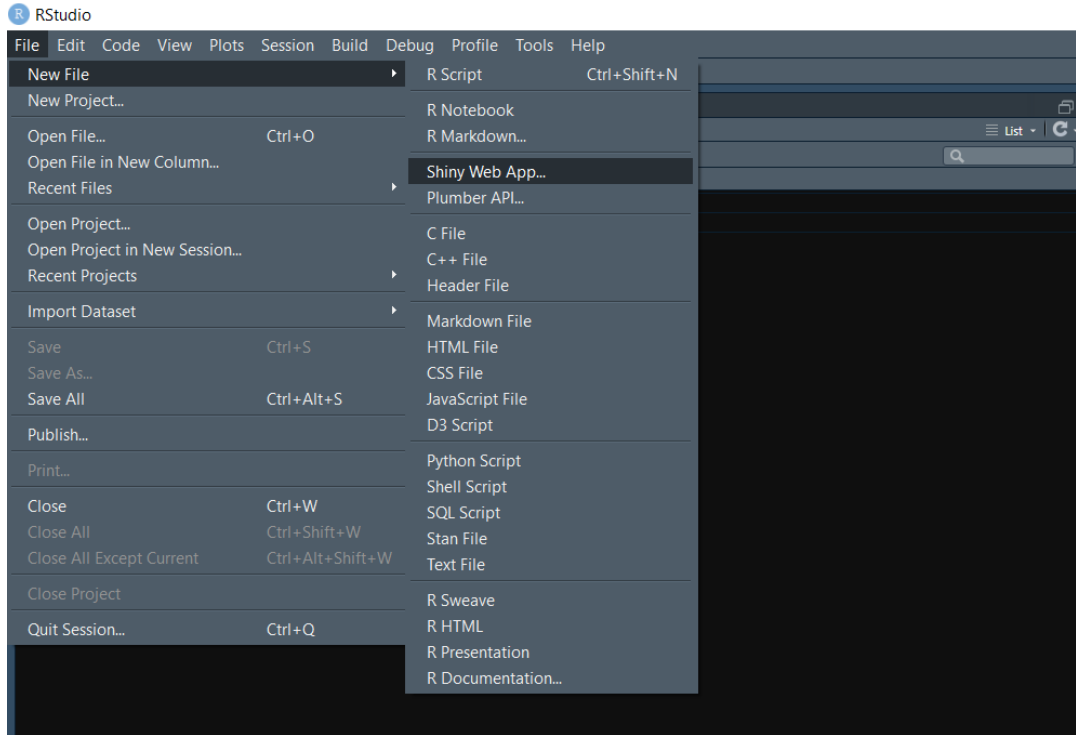 R RStudio
File Edit Code View Plots Session Build Debug Profile Tools Help
New File
New Project...
Open File... Ctrl+O
Open File in New Column...
Recent Files
Open Project...
Open Project in New Session...
Recent Projects
Import Dataset
Save Ctrl+S
Save As...
Save All Ctrl+Alt+S
Publish...
Print...
Close Ctrl+W
Close All Ctrl+Shift+W
Close All Except Current Ctrl+Alt+Shift+W
Close Project
Quit Session... Ctrl+Q
R Script Ctrl+Shift+N
R Notebook
R Markdown...
Shiny Web App...
Plumber API...
C File
C++ File
Header File
Markdown File
HTML File
CSS File
JavaScript File
D3 Script
Python Script
Shell Script
SQL Script
Stan File
Text File
R Sweave
R HTML
R Presentation
R Documentation...
List